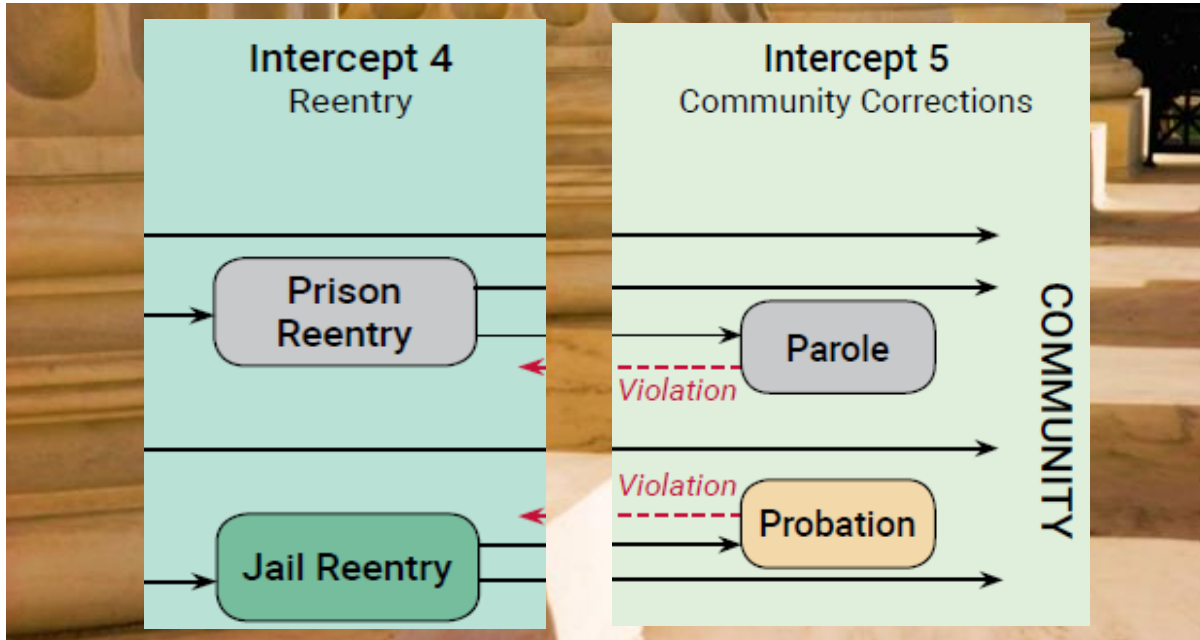 Intercept 4
Reentry
Prison
Reentry
Jail Reentry
Intercept 5
Community Corrections
Parole
Violation
Violation
Probation
COMMUNITY